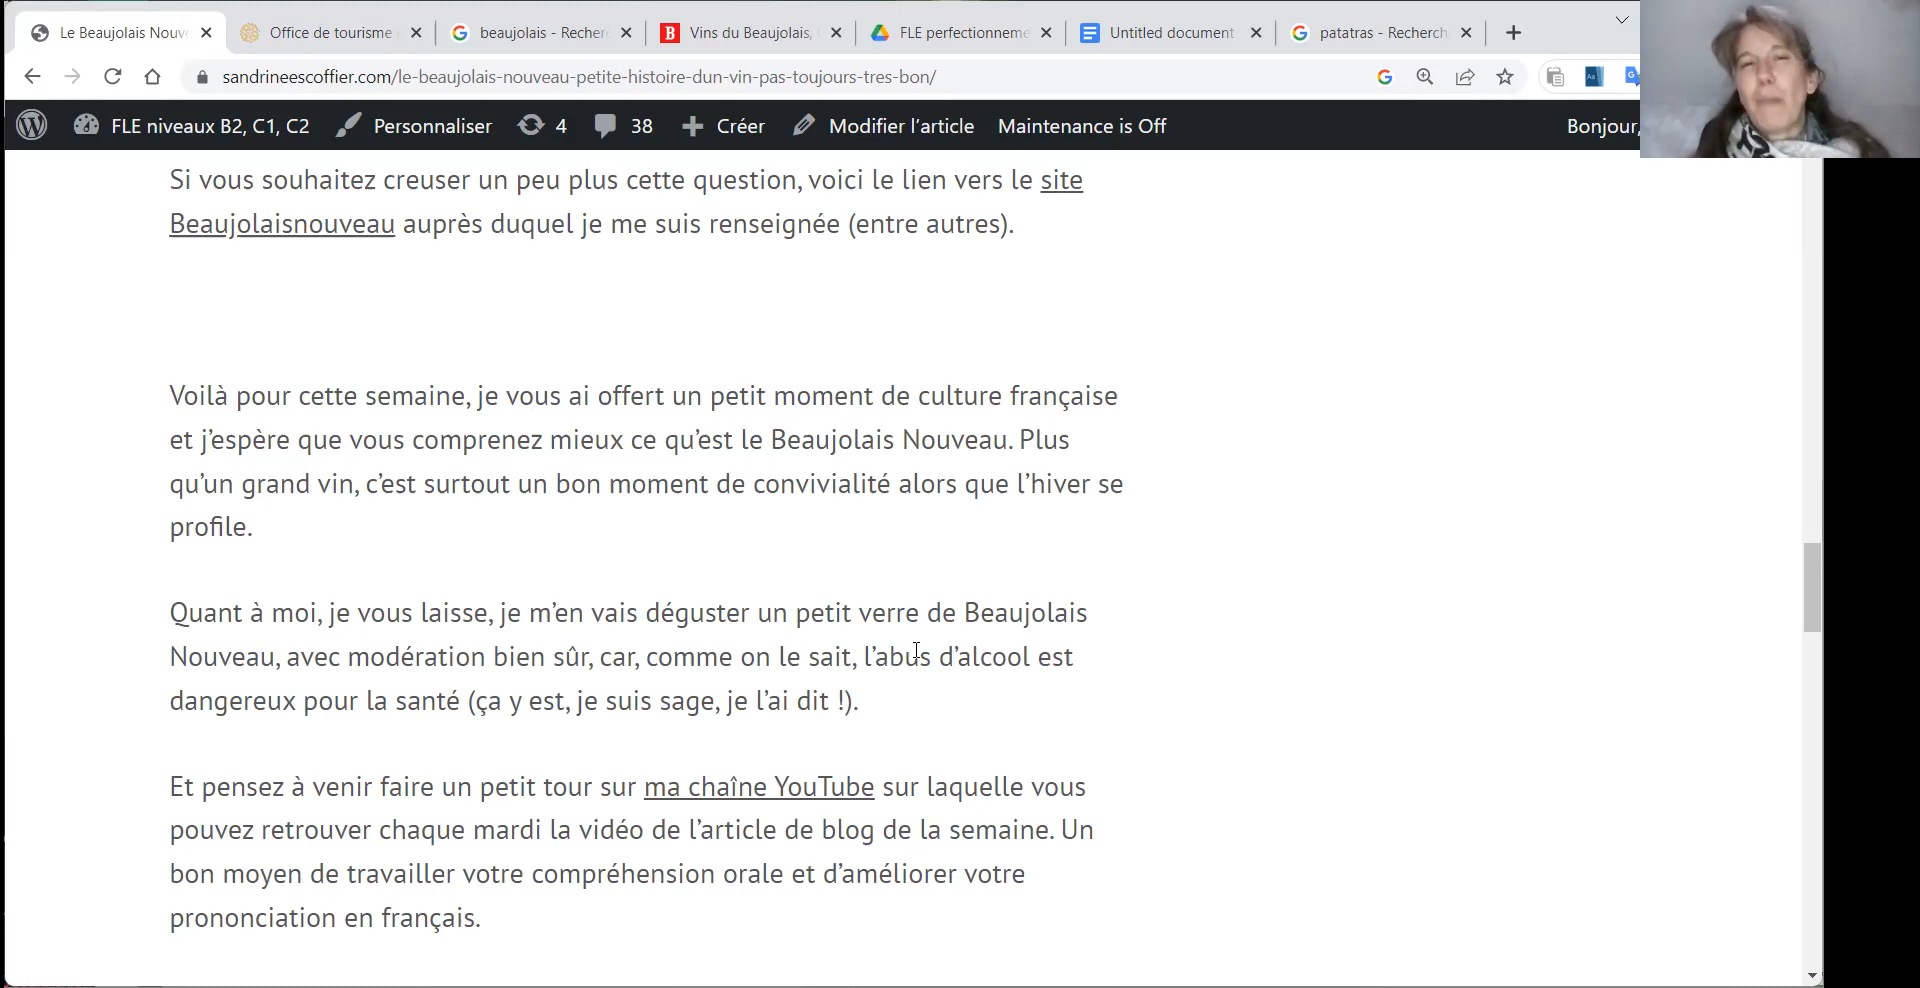 Le Beaujolais Nouv
Office de tourisme
beaujolais - Recher
Vins du Beaujolais,
FLE perfectionneme
Untitled document
patatras - Recherch
sandrineescoffier.com/le-beaujolais-nouveau-petite-histoire-dun-vin-pas-toujours-tres-bon/
FLE niveaux B2, C1, C2
Personnaliser
4
38
Créer
Modifier l'article
Maintenance is Off
Bonjour,
Si vous souhaitez creuser un peu plus cette question, voici le lien vers le site
Beaujolaisnouveau auprès duquel je me suis renseignée (entre autres).
Voilà pour cette semaine, je vous ai offert un petit moment de culture française
et j'espère que vous comprenez mieux ce qu'est le Beaujolais Nouveau. Plus
qu'un grand vin, c'est surtout un bon moment de convivialité alors que l'hiver se
profile.
Quant à moi, je vous laisse, je m'en vais déguster un petit verre de Beaujolais
Nouveau, avec modération bien sûr, car, comme on le sait, l'abus d'alcool est
dangereux pour la santé (ça y est, je suis sage, je l'ai dit !).
Et pensez à venir faire un petit tour sur ma chaîne YouTube sur laquelle vous
pouvez retrouver chaque mardi la vidéo de l'article de blog de la semaine. Un
bon moyen de travailler votre compréhension orale et d'améliorer votre
prononciation en français.